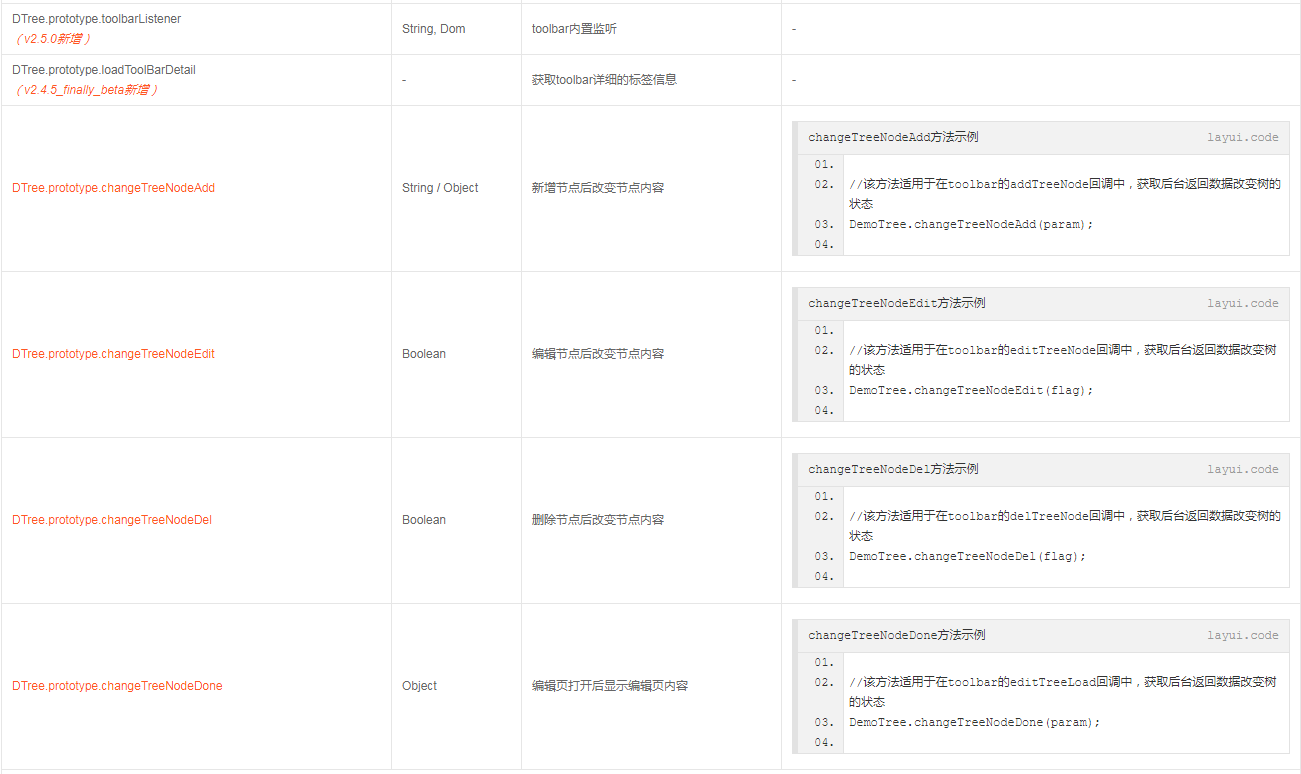 DTree.prototype.toolbarListener
（v2.5.0新增）
String, Dom
toolbar内置监听
-
DTree.prototype.loadToolBarDetail
（v2.4.5_finally_beta新增）
-
获取toolbar详细的标签信息
-
DTree.prototype.changeTreeNodeAdd
String / Object
新增节点后改变节点内容
changeTreeNodeAdd方法示例
layui.code
01.
02. //该方法适用于在toolbar的addTreeNode回调中，获取后台返回数据改变树的
状态
03. DemoTree.changeTreeNodeAdd(param);
04.
DTree.prototype.changeTreeNodeEdit
Boolean
编辑节点后改变节点内容
changeTreeNodeEdit方法示例
layui.code
01.
02. //该方法适用于在toolbar的editTreeNode回调中，获取后台返回数据改变树
的状态
03. DemoTree.changeTreeNodeEdit(flag);
04.
DTree.prototype.changeTreeNodeDel
Boolean
删除节点后改变节点内容
changeTreeNodeDel方法示例
layui.code
01.
02. //该方法适用于在toolbar的delTreeNode回调中，获取后台返回数据改变树的
状态
03. DemoTree.changeTreeNodeDel(flag);
04.
DTree.prototype.changeTreeNodeDone
Object
编辑页打开后显示编辑页内容
changeTreeNodeDone方法示例
layui.code
01.
02. //该方法适用于在toolbar的editTreeLoad回调中，获取后台返回数据改变树
的状态
03. DemoTree.changeTreeNodeDone(param);
04.